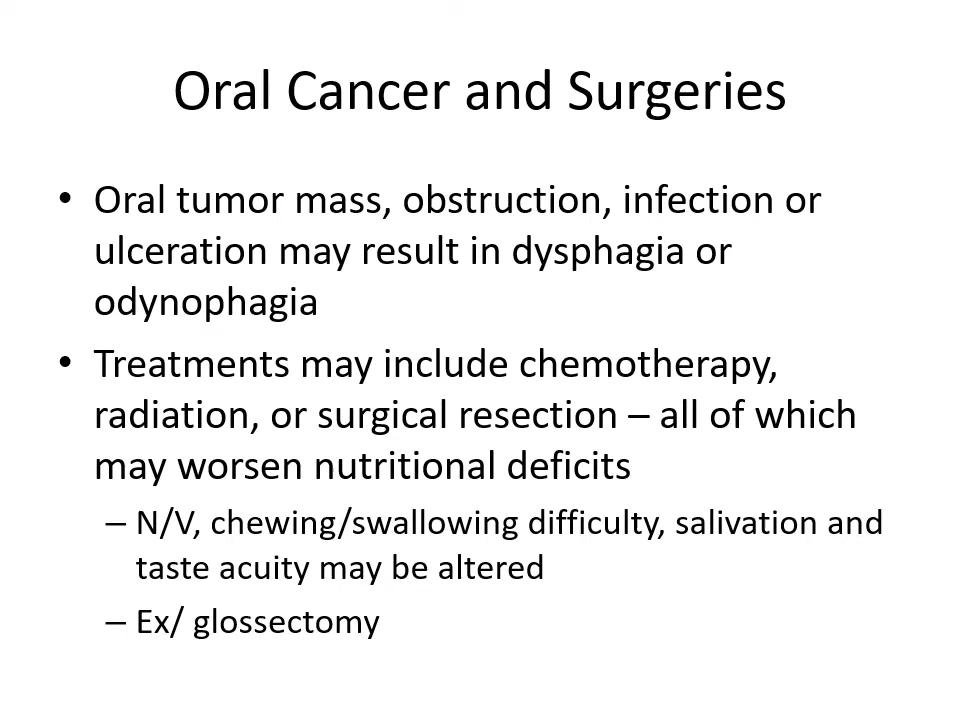 Oral Cancer and Surgeries
• Oral tumor mass, obstruction, infection or
ulceration may result in dysphagia or
odynophagia
• Treatments may include chemotherapy,
radiation, or surgical resection – all of which
may worsen nutritional deficits
– N/V, chewing/swallowing difficulty, salivation and
taste acuity may be altered
– Ex/ glossectomy